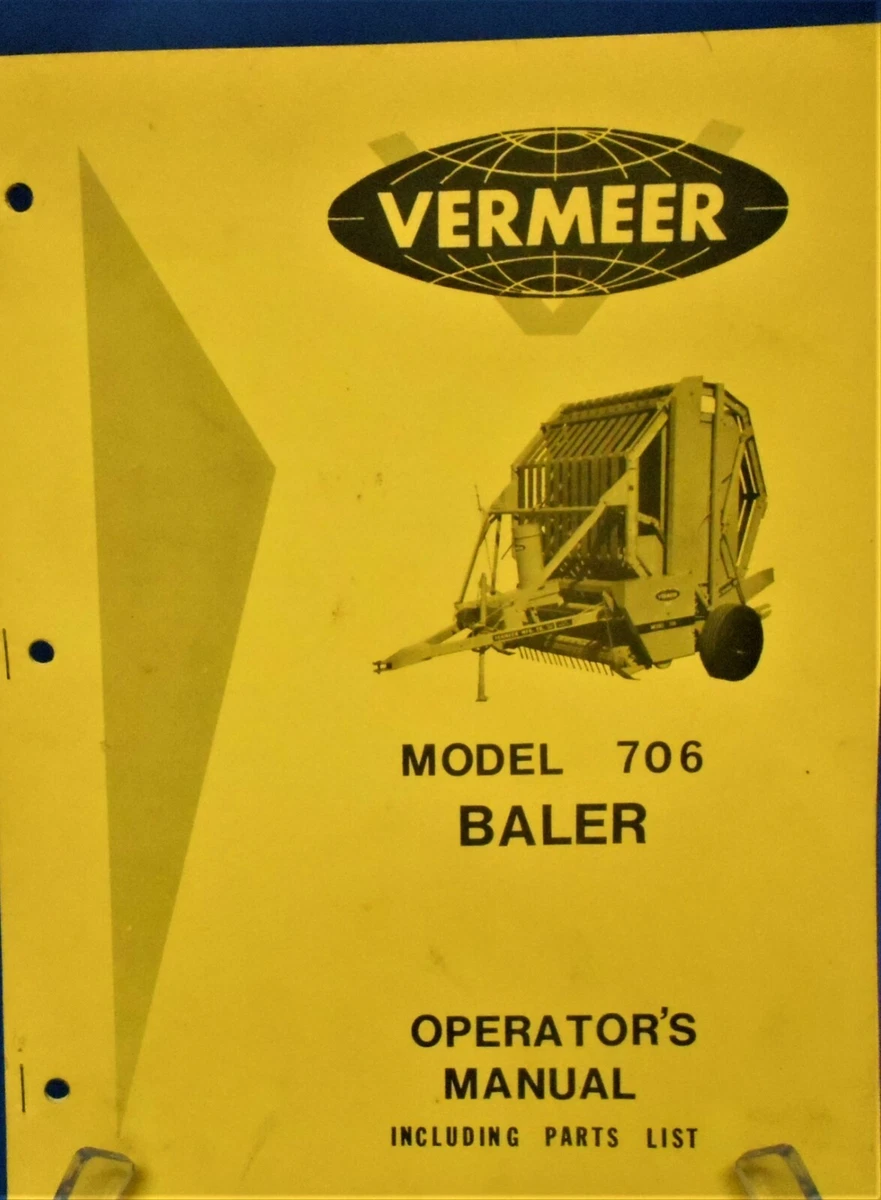 VERMEER
MODEL 706
BALER
OPERATOR'S
MANUAL
INCLUDING PARTS LIST